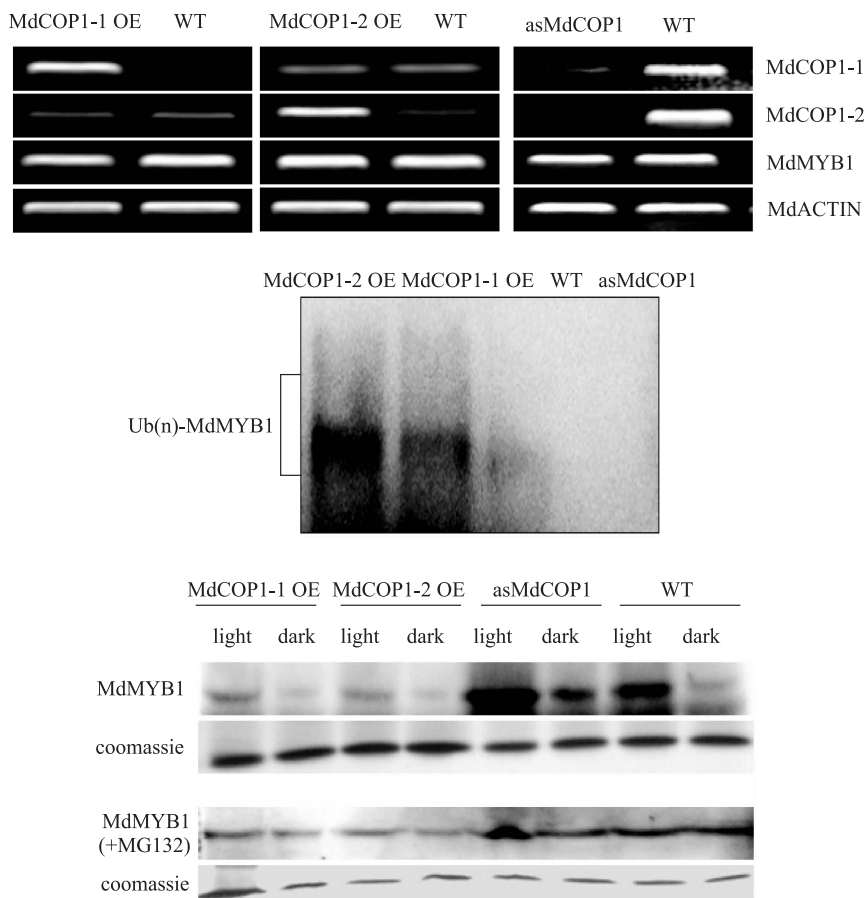 MdCOP1-1 OE WT MdCOP1-2 OE WT asMdCOP1 WT
MdCOP1-1
MdCOP1-2
MdMYB1
MdACTIN
MdCOP1-2 OE MdCOP1-1 OE WT asMdCOP1
Ub(n)-MdMYB1
MdCOP1-1 OE MdCOP1-2 OE asMdCOP1 WT
light dark light dark light dark light dark
MdMYB1
coomassie
MdMYB1
(+MG132)
coomassie